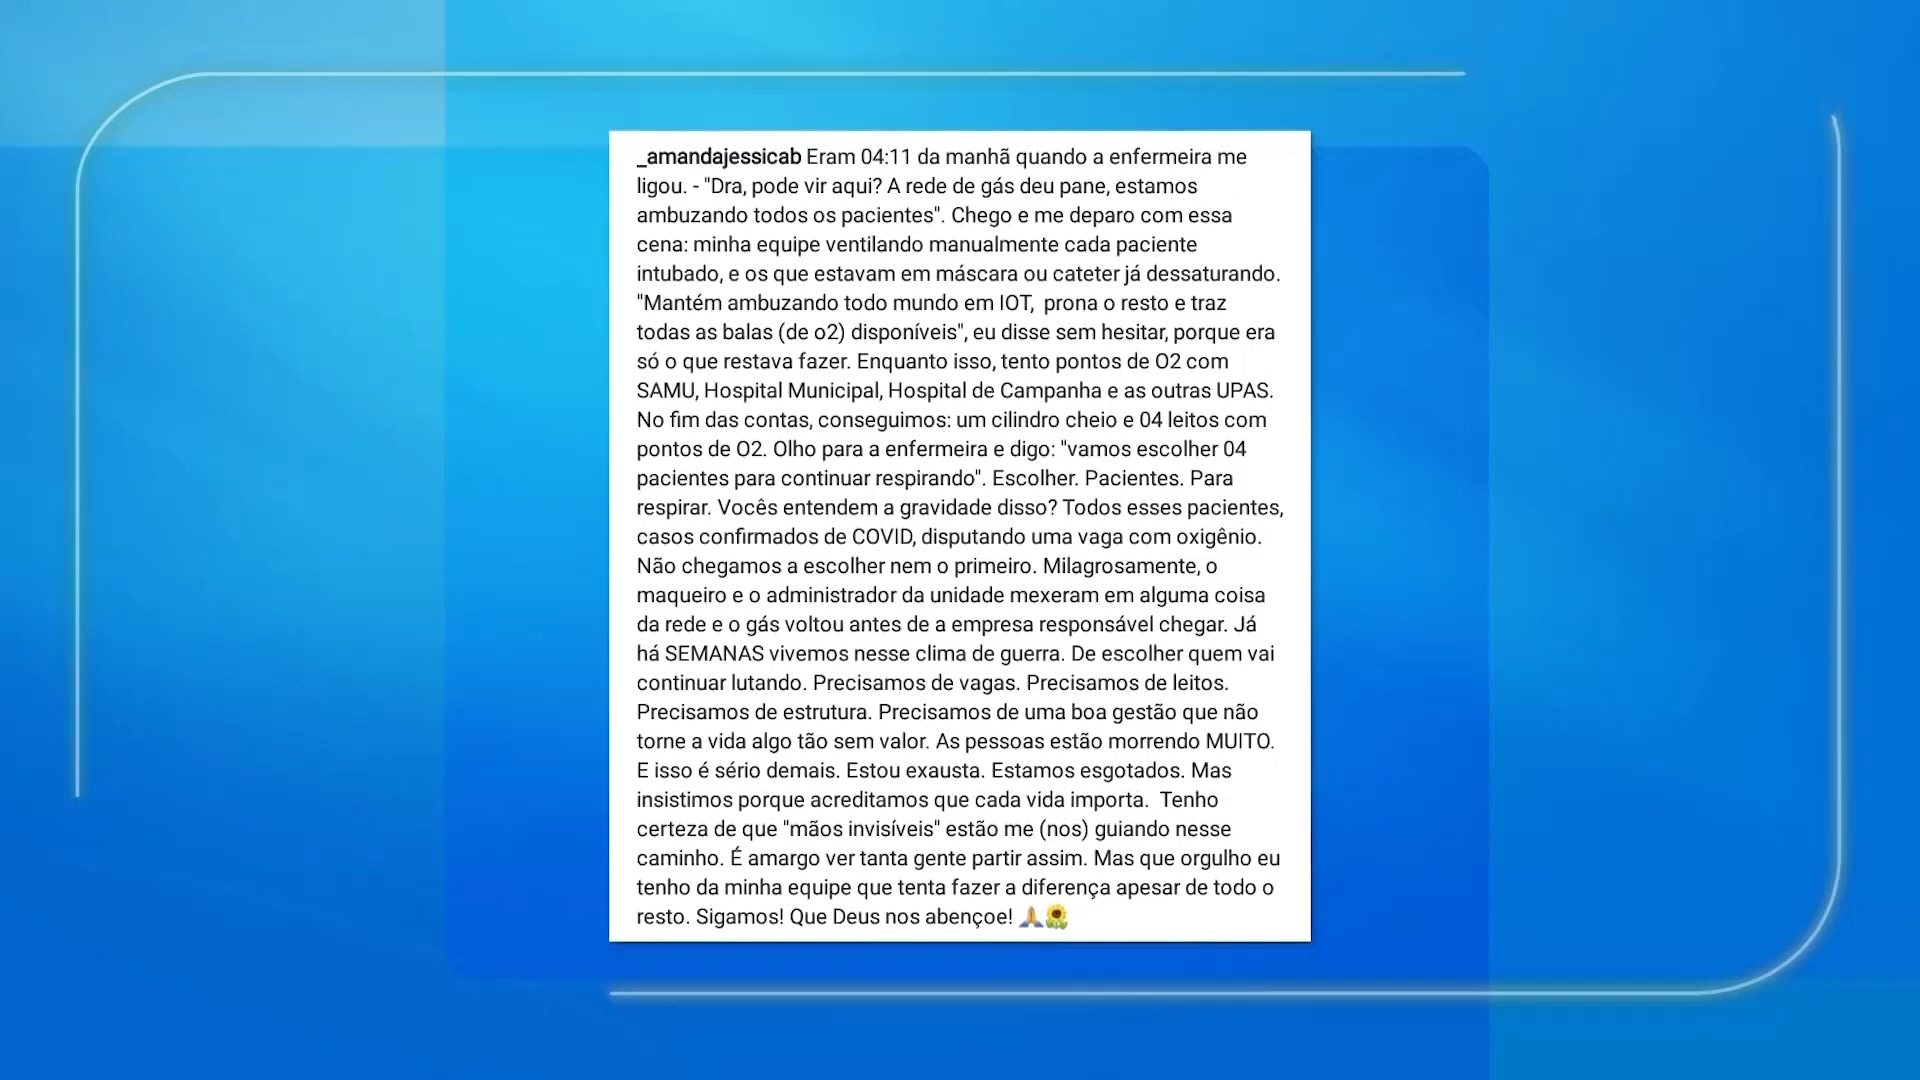 _amandajessicab Eram 04:11 da manhã quando a enfermeira me
ligou. - "Dra, pode vir aqui? A rede de gás deu pane, estamos
ambuzando todos os pacientes". Chego e me deparo com essa
cena: minha equipe ventilando manualmente cada paciente
intubado, e os que estavam em máscara ou cateter já dessaturando.
"Mantém ambuzando todo mundo em IOT, prona o resto e traz
todas as balas (de o2) disponíveis", eu disse sem hesitar, porque era
só o que restava fazer. Enquanto isso, tento pontos de O2 com
SAMU, Hospital Municipal, Hospital de Campanha e as outras UPAS.
No fim das contas, conseguimos: um cilindro cheio e 04 leitos com
pontos de O2. Olho para a enfermeira e digo: "vamos escolher 04
pacientes para continuar respirando". Escolher. Pacientes. Para
respirar. Vocês entendem a gravidade disso? Todos esses pacientes,
casos confirmados de COVID, disputando uma vaga com oxigênio.
Não chegamos a escolher nem o primeiro. Milagrosamente, o
maqueiro e o administrador da unidade mexeram em alguma coisa
da rede e o gás voltou antes de a empresa responsável chegar. Já
há SEMANAS vivemos nesse clima de guerra. De escolher quem vai
continuar lutando. Precisamos de vagas. Precisamos de leitos.
Precisamos de estrutura. Precisamos de uma boa gestão que não
torne a vida algo tão sem valor. As pessoas estão morrendo MUITO.
E isso é sério demais. Estou exausta. Estamos esgotados. Mas
insistimos porque acreditamos que cada vida importa. Tenho
certeza de que "mãos invisíveis" estão me (nos) guiando nesse
caminho. É amargo ver tanta gente partir assim. Mas que orgulho eu
tenho da minha equipe que tenta fazer a diferença apesar de todo o
resto. Sigamos! Que Deus nos abençoe! 🙏🌻